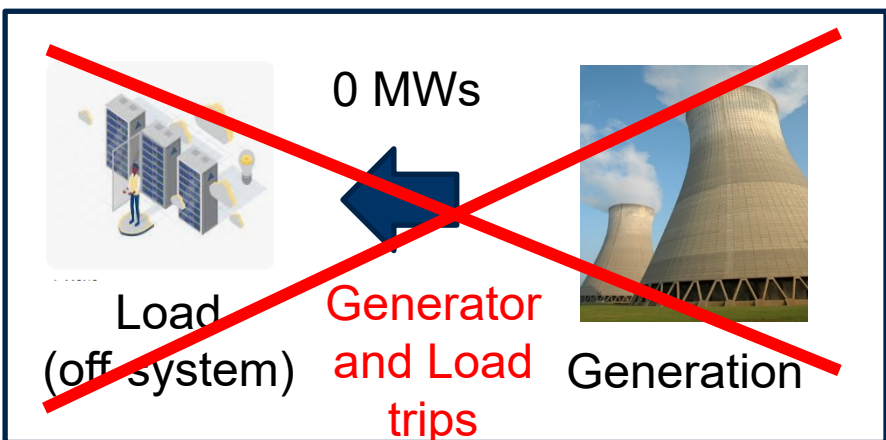 0 MWs
Load
(off-system)
Generator
and Load
trips
Generation